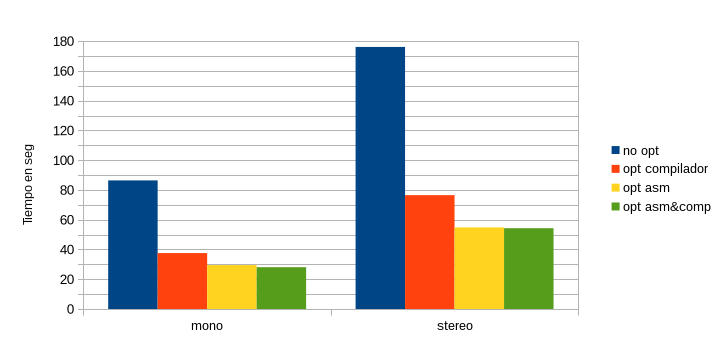 180
160
140
120
100
80
60
40
20
0
Tiempo en seg
mono
stereo
no opt
opt compilador
opt asm
opt asm&comp